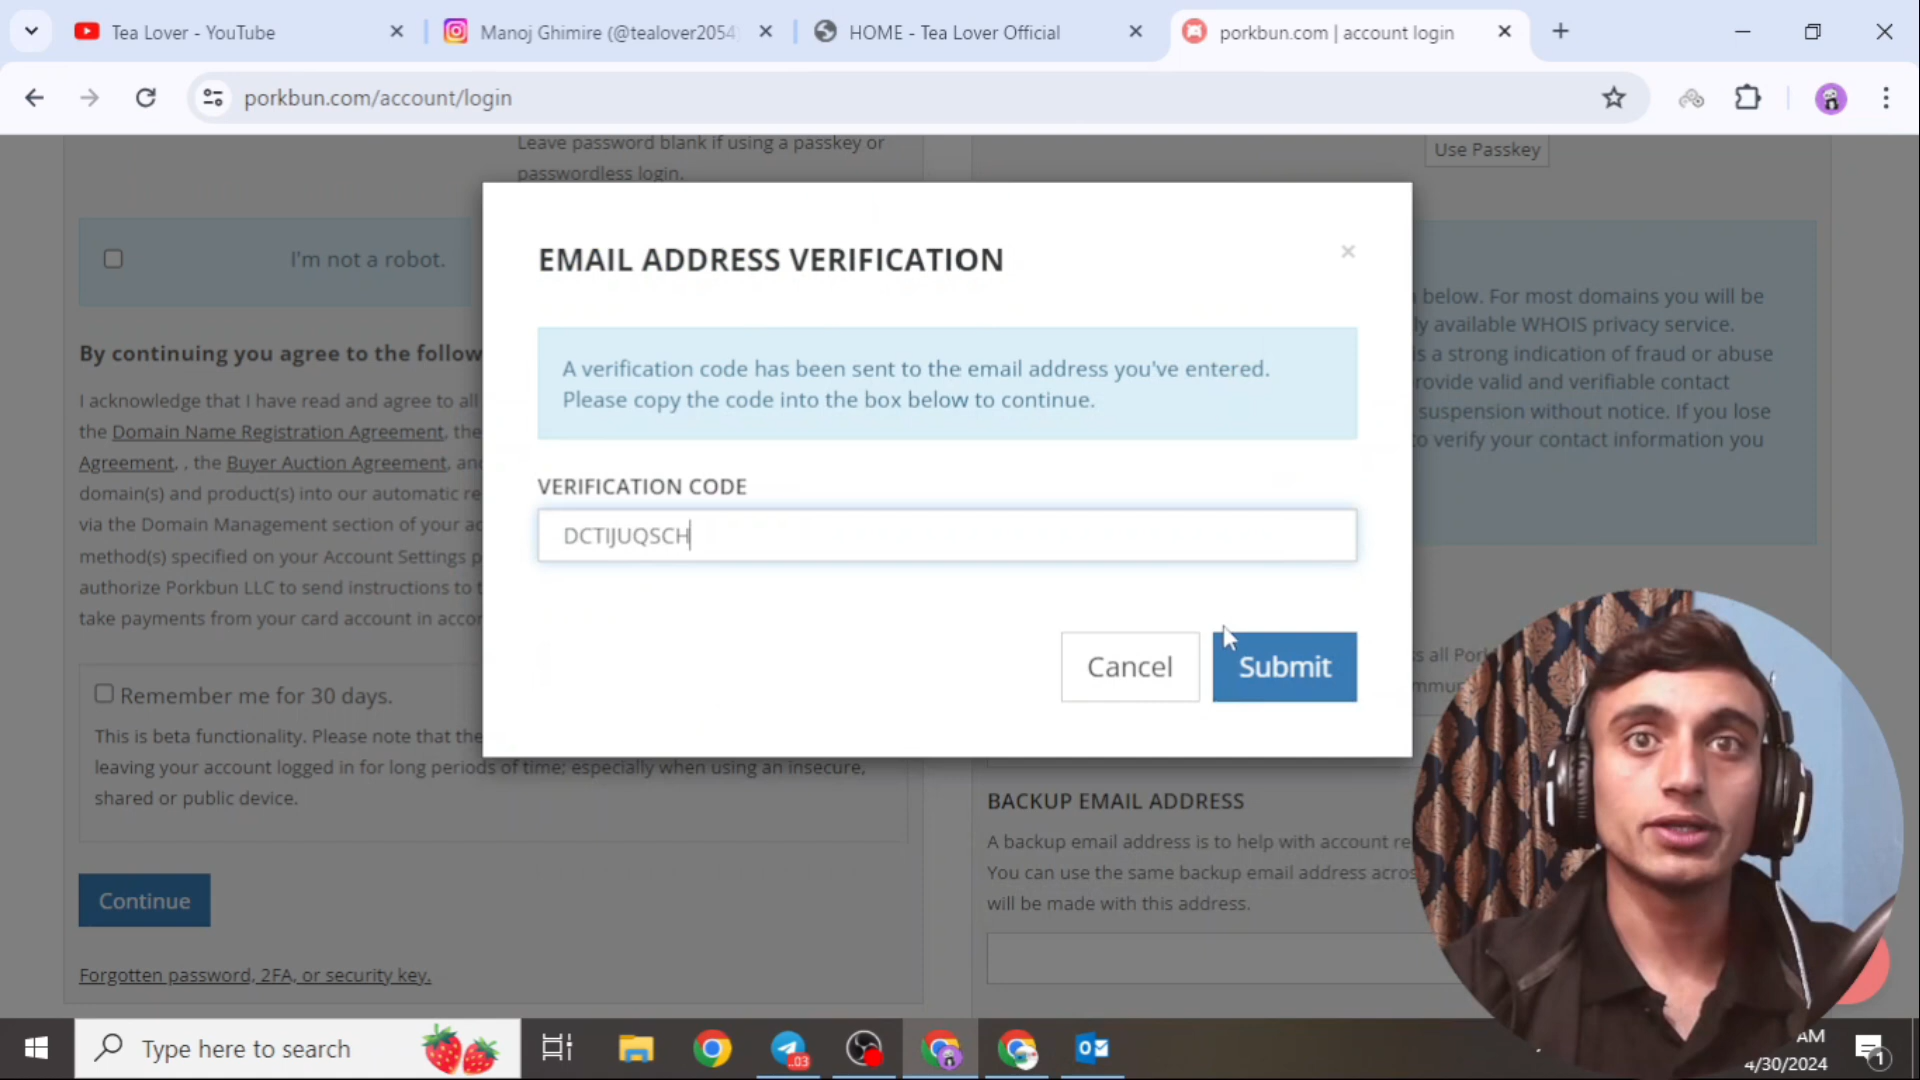 Tea Lover - YouTube
Manoj Ghimire (@tealover2054
HOME - Tea Lover Official
porkbun.com | account login
porkbun.com/account/login
Leave password blank if using a passkey or
passwordless login.
Use Passkey
I'm not a robot.
EMAIL ADDRESS VERIFICATION
A verification code has been sent to the email address you've entered.
Please copy the code into the box below to continue.
VERIFICATION CODE
DCTIJUQSCH
Cancel
Submit
By continuing you agree to the follow
I acknowledge that I have read and agree to all
the Domain Name Registration Agreement, the
Agreement, , the Buyer Auction Agreement, an
domain(s) and product(s) into our automatic re
via the Domain Management section of your a
method(s) specified on your Account Settings p
authorize Porkbun LLC to send instructions to t
take payments from your card account in acco
Remember me for 30 days.
This is beta functionality. Please note that the
leaving your account logged in for long periods of time; especially when using an insecure,
shared or public device.
Continue
Forgotten password, 2FA, or security key.
below. For most domains you will be
ly available WHOIS privacy service.
is a strong indication of fraud or abuse
rovide valid and verifiable contact
suspension without notice. If you lose
to verify your contact information you
s all Pork
mmun
BACKUP EMAIL ADDRESS
A backup email address is to help with account re
You can use the same backup email address acros
will be made with this address.
Type here to search
.03
AM
4/30/2024
1